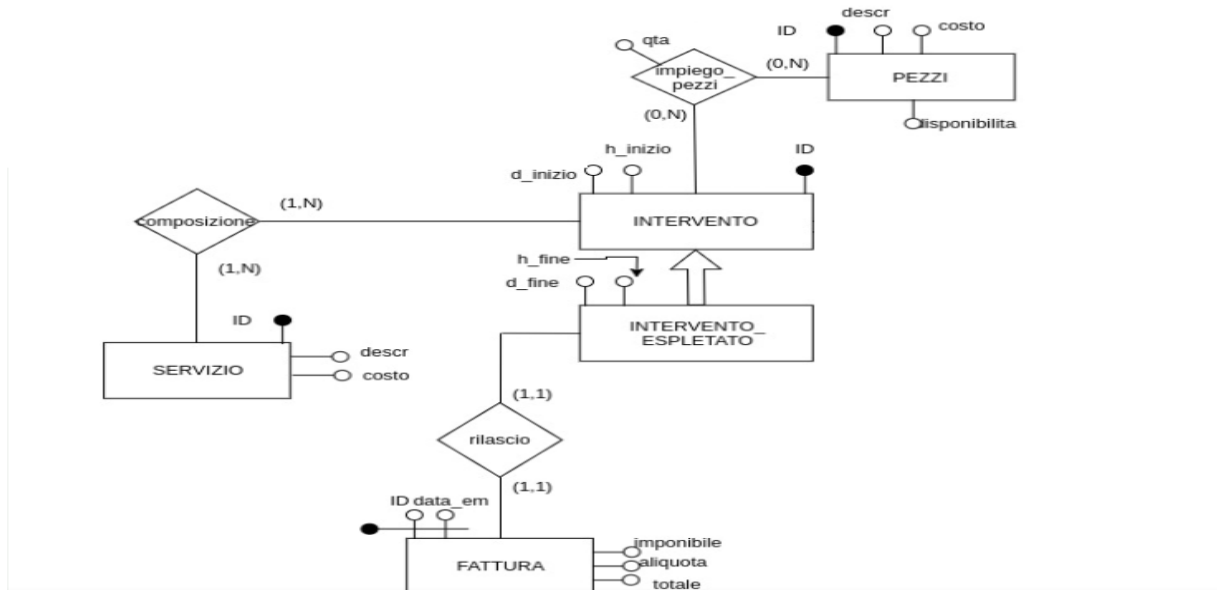 descr
ID
costo
qta
impiego_
pezzi
(0,N)
PEZZI
(0,N)
disponibilita
h_inizio
ID
d_inizio
(1,N)
composizione
INTERVENTO
(1,N)
h_fine
d_fine
ID
INTERVENTO_
ESPLETATO
descr
SERVIZIO
costo
(1,1)
rilascio
(1,1)
ID data_em
imponibile
aliquota
FATTURA
totale